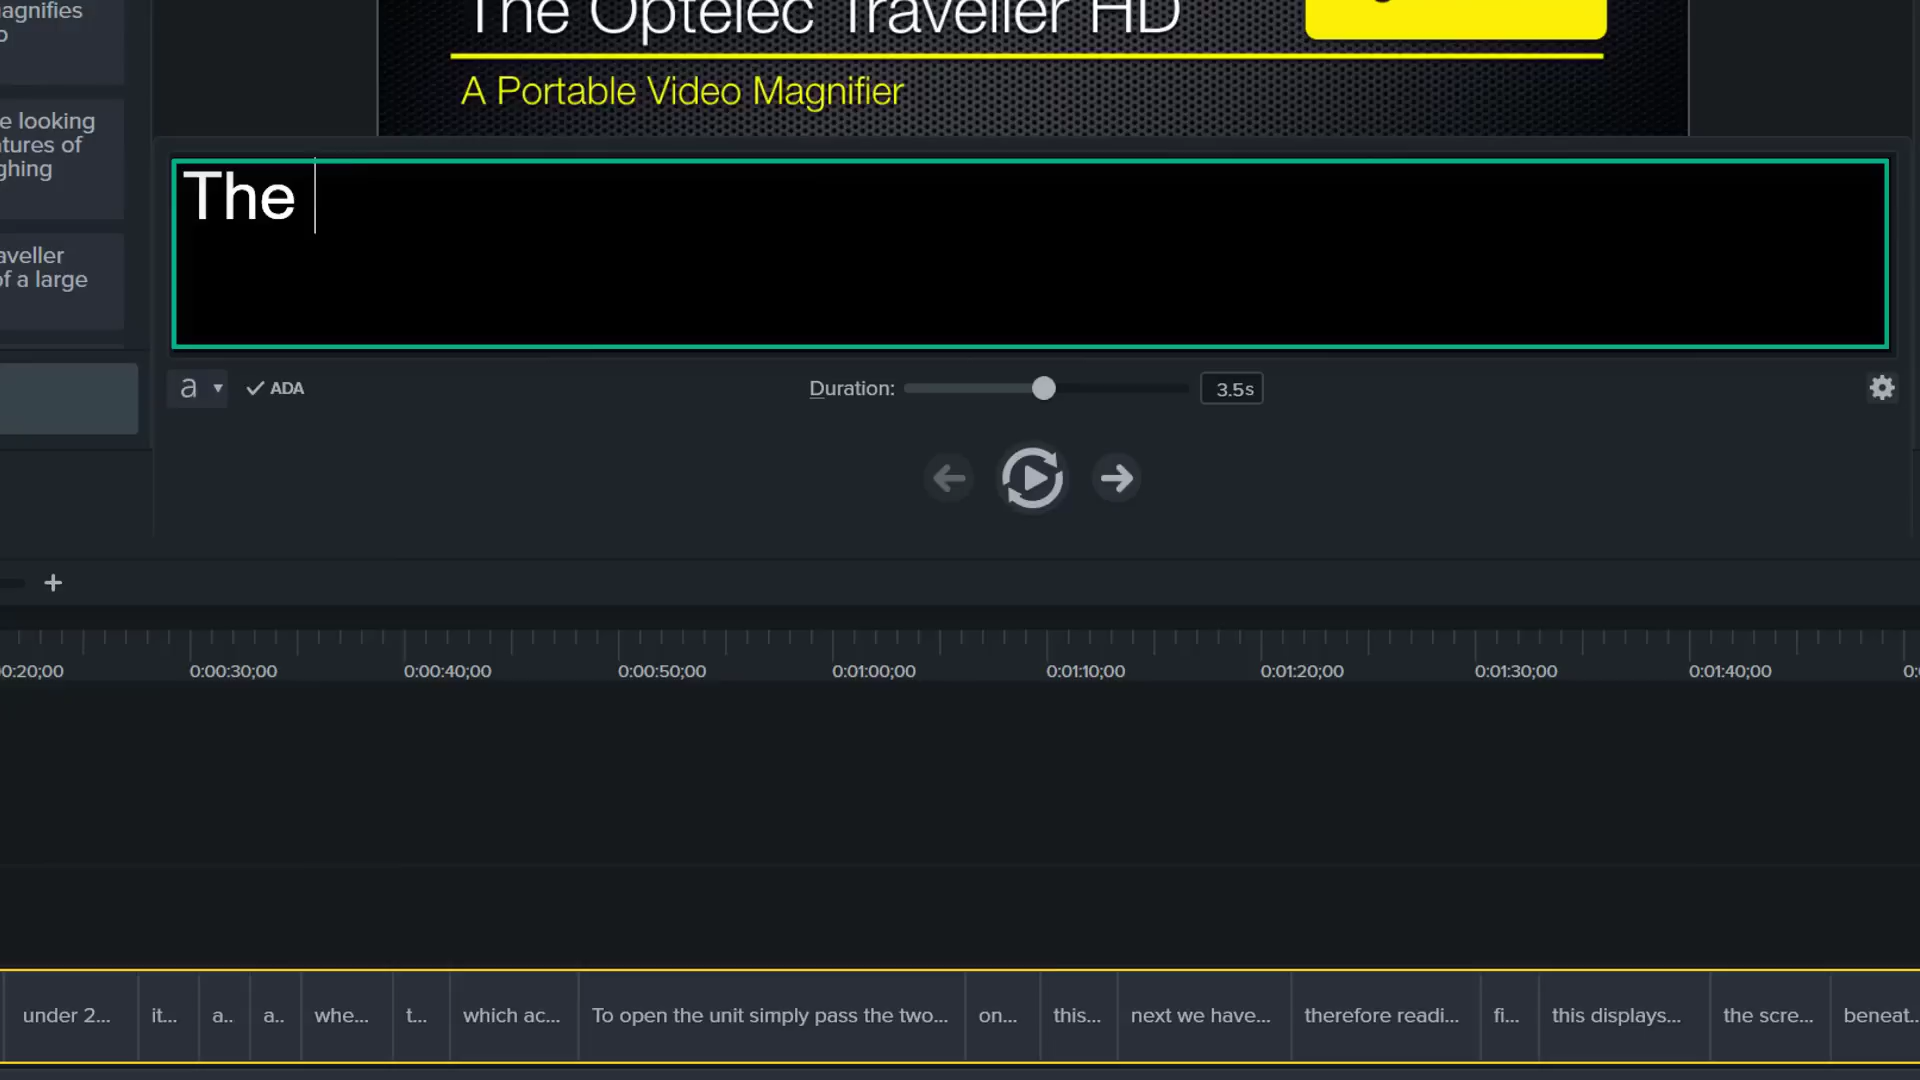 agnifies
o
The Optelec Traveller HD
A Portable Video Magnifier
e looking
tures of
ghing
aveller
of a large
The
a
ADA
Duration:
3.5s
+
0:20;00
0:00:30;00
0:00:40;00
0:00:50;00
0:01:00;00
0:01:10;00
0:01:20;00
0:01:30;00
0:01:40;00
0:
under 2...
it...
a..
a..
whe...
t...
which ac...
To open the unit simply pass the two...
on...
this...
next we have...
therefore readi...
fi...
this displays...
the scre...
beneat..